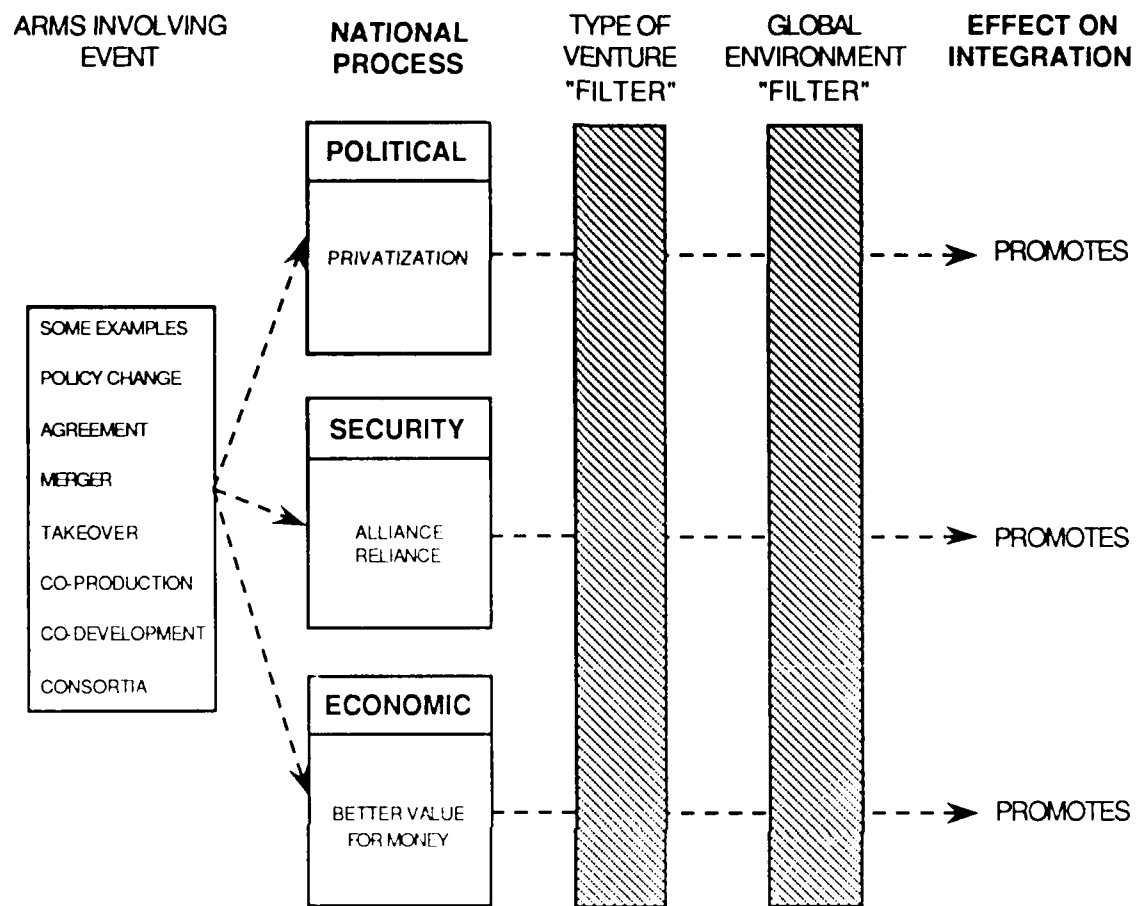 ARMS INVOLVING
EVENT
NATIONAL
PROCESS
TYPE OF
VENTURE
"FILTER"
GLOBAL
ENVIRONMENT
"FILTER"
EFFECT ON
INTEGRATION
SOME EXAMPLES
POLICY CHANGE
AGREEMENT
MERGER
TAKEOVER
CO-PRODUCTION
CO-DEVELOPMENT
CONSORTIA
POLITICAL
PRIVATIZATION
PROMOTES
SECURITY
ALLIANCE
RELIANCE
PROMOTES
ECONOMIC
BETTER VALUE
FOR MONEY
PROMOTES